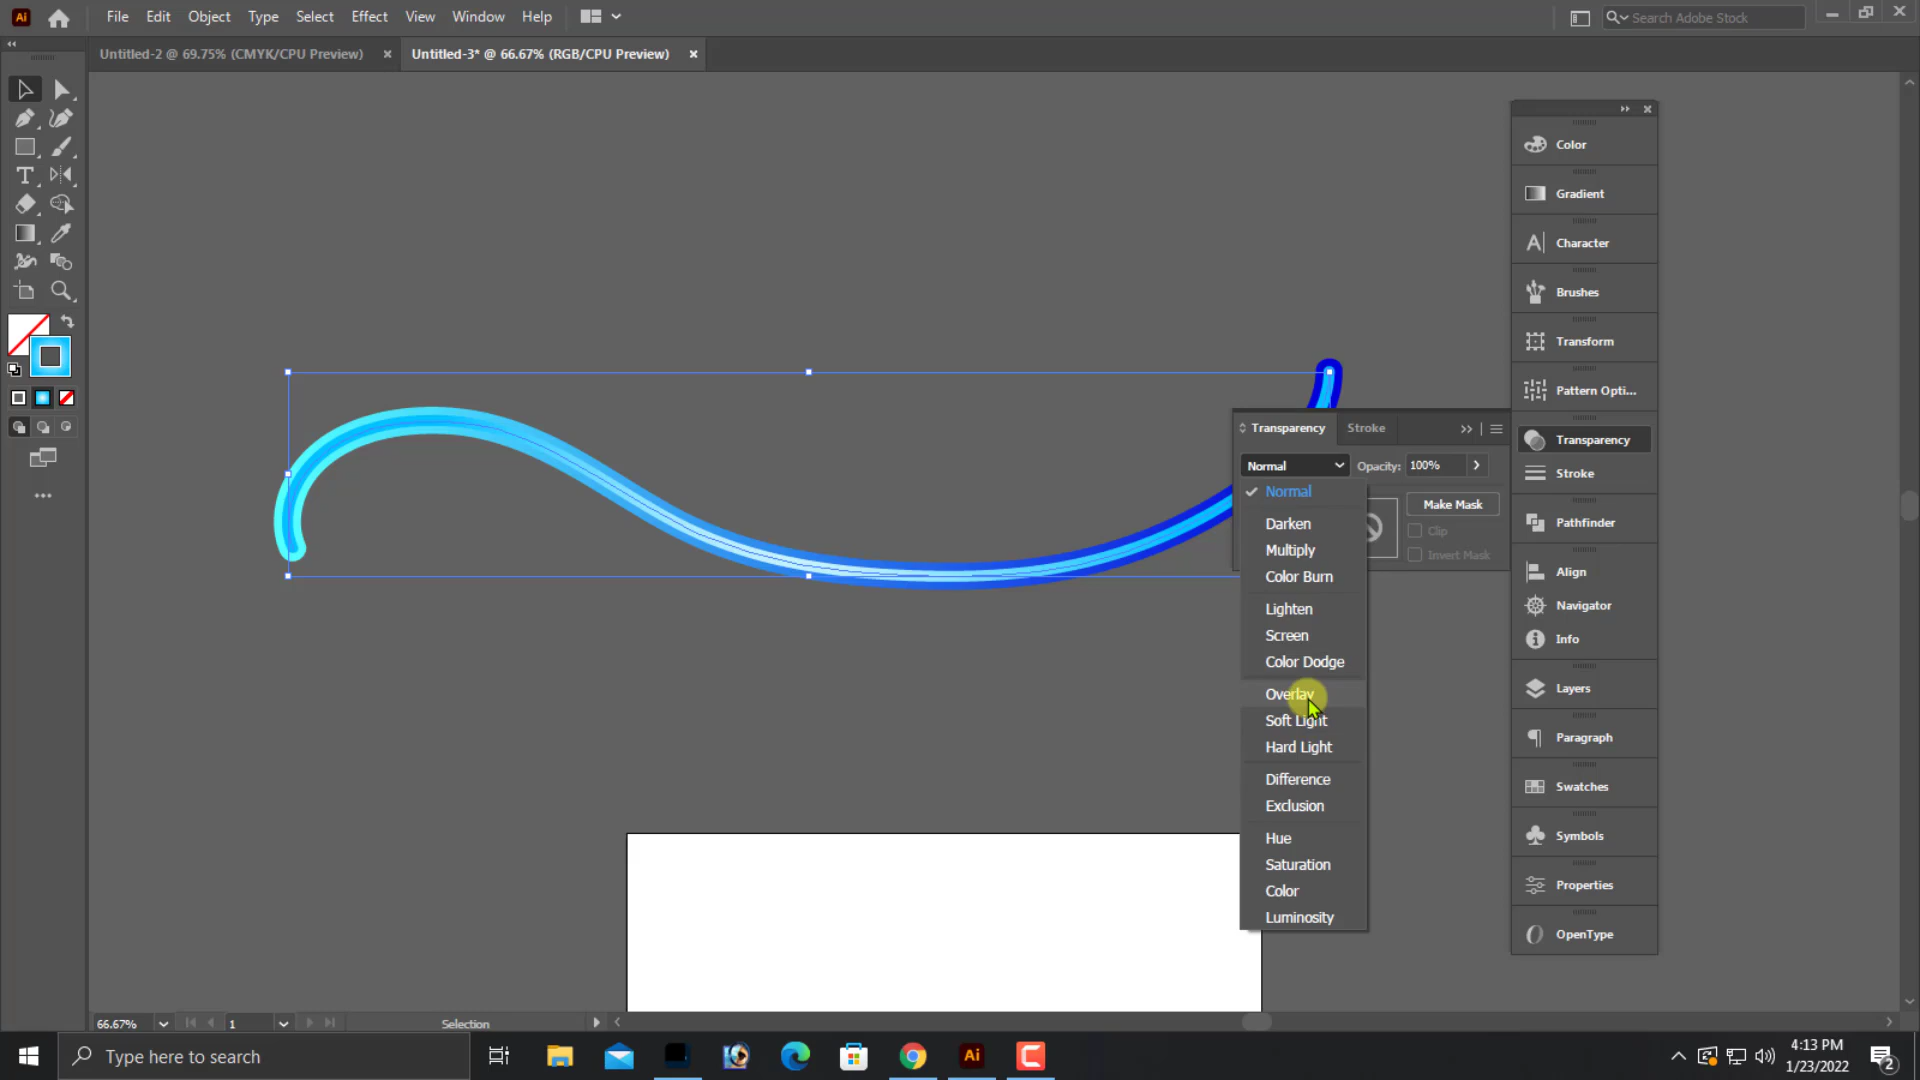 Ai File Edit Object Type Select Effect View Window Help Search Adobe Stock
Untitled-2 @ 69.75% (CMYK/CPU Preview) × Untitled-3* @ 66.67% (RGB/CPU Preview) ×
Color
Gradient
Character
Brushes
Transform
Pattern Opti...
Transparency
Stroke
Pathfinder
Align
Navigator
Info
Layers
Paragraph
Swatches
Symbols
Properties
OpenType
Transparency Stroke
Normal Opacity: 100%
Make Mask
Clip
Invert Mask
Normal
Darken
Multiply
Color Burn
Lighten
Screen
Color Dodge
Overlay
Soft Light
Hard Light
Difference
Exclusion
Hue
Saturation
Color
Luminosity
66.67% 1 Selection
Type here to search
Ai
4:13 PM
1/23/2022
2